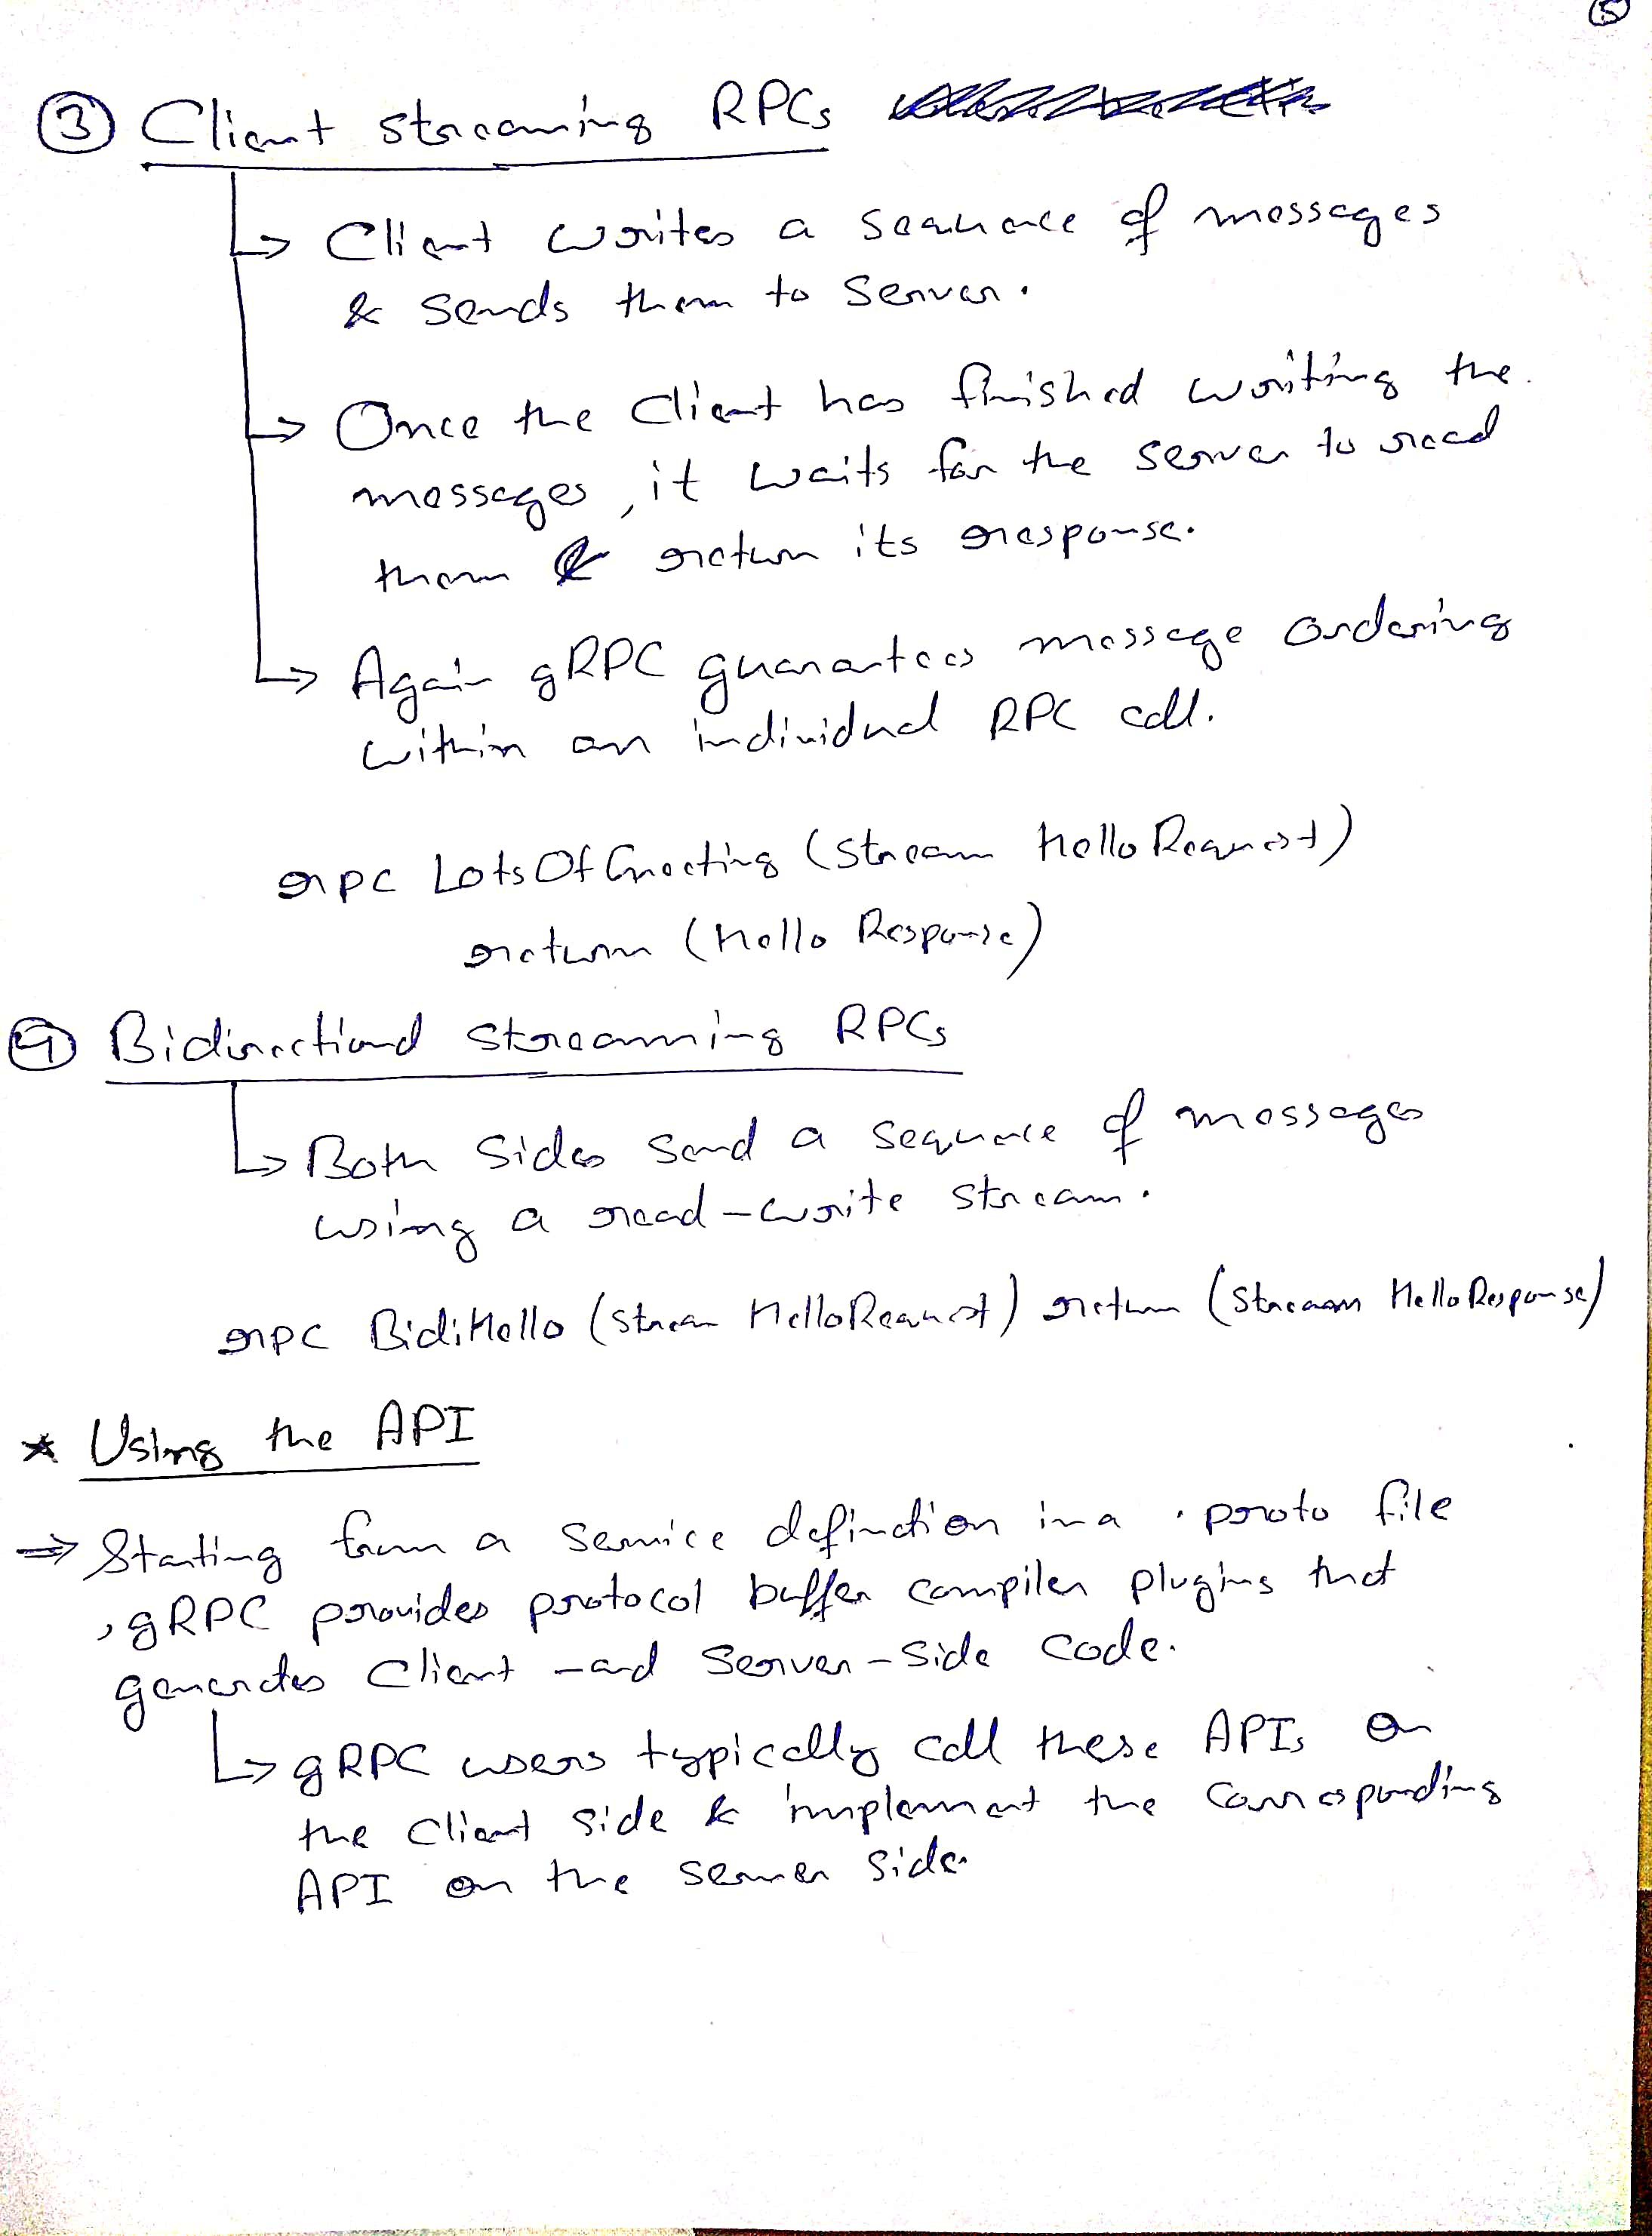 5
3 Client streaming RPCs
↳ Client writes a sequence of messages
& sends them to server.
↳ Once the client has finished writing the
messages, it waits for the server to read
them & return its response.
↳ Again gRPC guarantees message ordering
within an individual RPC call.
rpc LotsOfGreeting (stream HelloRequest)
return (Hello Response)
4 Bidirectional streaming RPCs
↳ Both sides send a sequence of messages
using a read-write stream.
rpc BidiHello (stream HelloRequest) return (stream HelloResponse)
* Using the API
⇒ Starting from a service definction in a .proto file
, gRPC provides protocol buffer compiler plugins that
generates client -and server-side code.
↳ gRPC users typically call these APIs on
the client side & implement the corresponding
API on the server side.